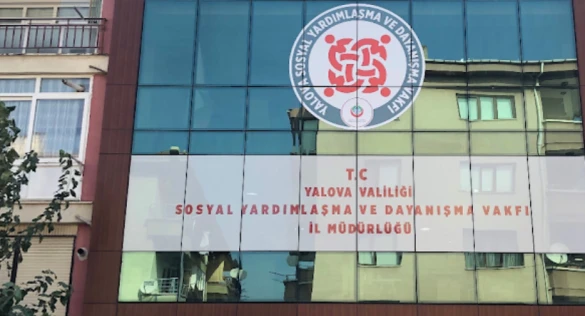 YALOVA SOSYAL YARDIMLAŞMA VE DAYANIŞMA VAKFI
T.C
YALOVA VALİLİĞİ
SOSYAL YARDIMLAŞMA VE DAYANIŞMA VAKFI
İL MÜDÜRLÜĞÜ